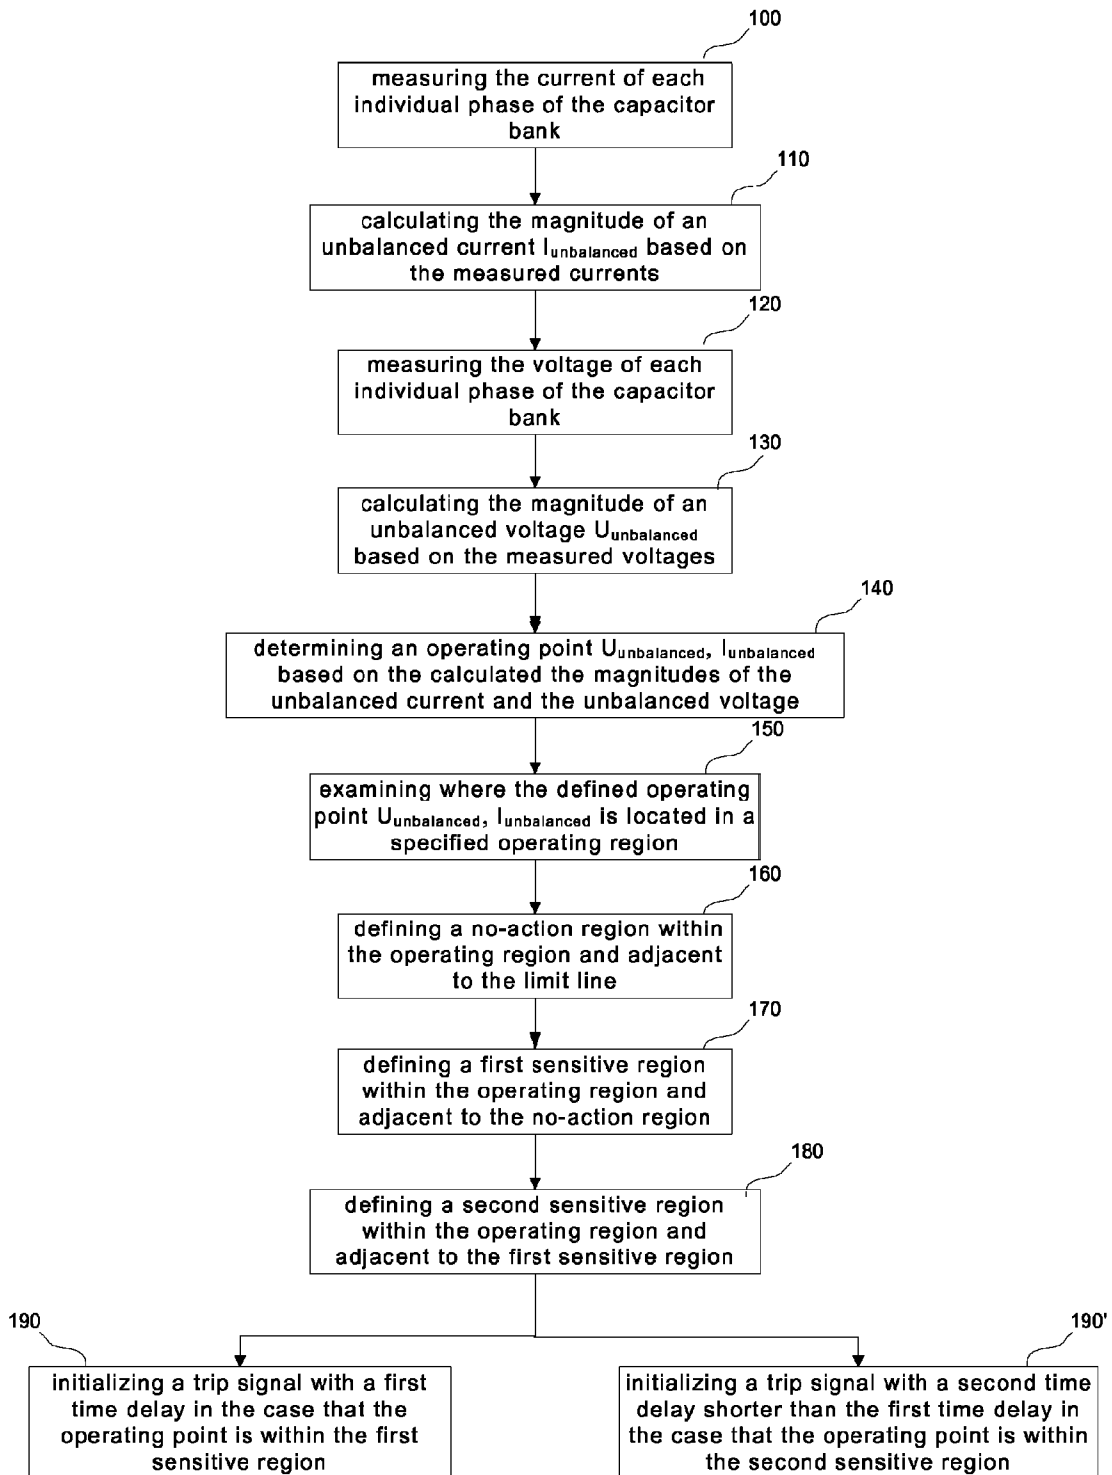 100
measuring the current of each
individual phase of the capacitor
bank
110
calculating the magnitude of an
unbalanced current Iunbalanced based on
the measured currents
120
measuring the voltage of each
individual phase of the capacitor
bank
130
calculating the magnitude of an
unbalanced voltage Uunbalanced
based on the measured voltages
140
determining an operating point Uunbalanced, Iunbalanced
based on the calculated the magnitudes of the
unbalanced current and the unbalanced voltage
150
examining where the defined operating
point Uunbalanced, Iunbalanced is located in a
specified operating region
160
defining a no-action region within
the operating region and adjacent
to the limit line
170
defining a first sensitive region
within the operating region and
adjacent to the no-action region
180
defining a second sensitive region
within the operating region and
adjacent to the first sensitive region
190
initializing a trip signal with a first
time delay in the case that the
operating point is within the first
sensitive region
190'
initializing a trip signal with a second time
delay shorter than the first time delay in
the case that the operating point is within
the second sensitive region